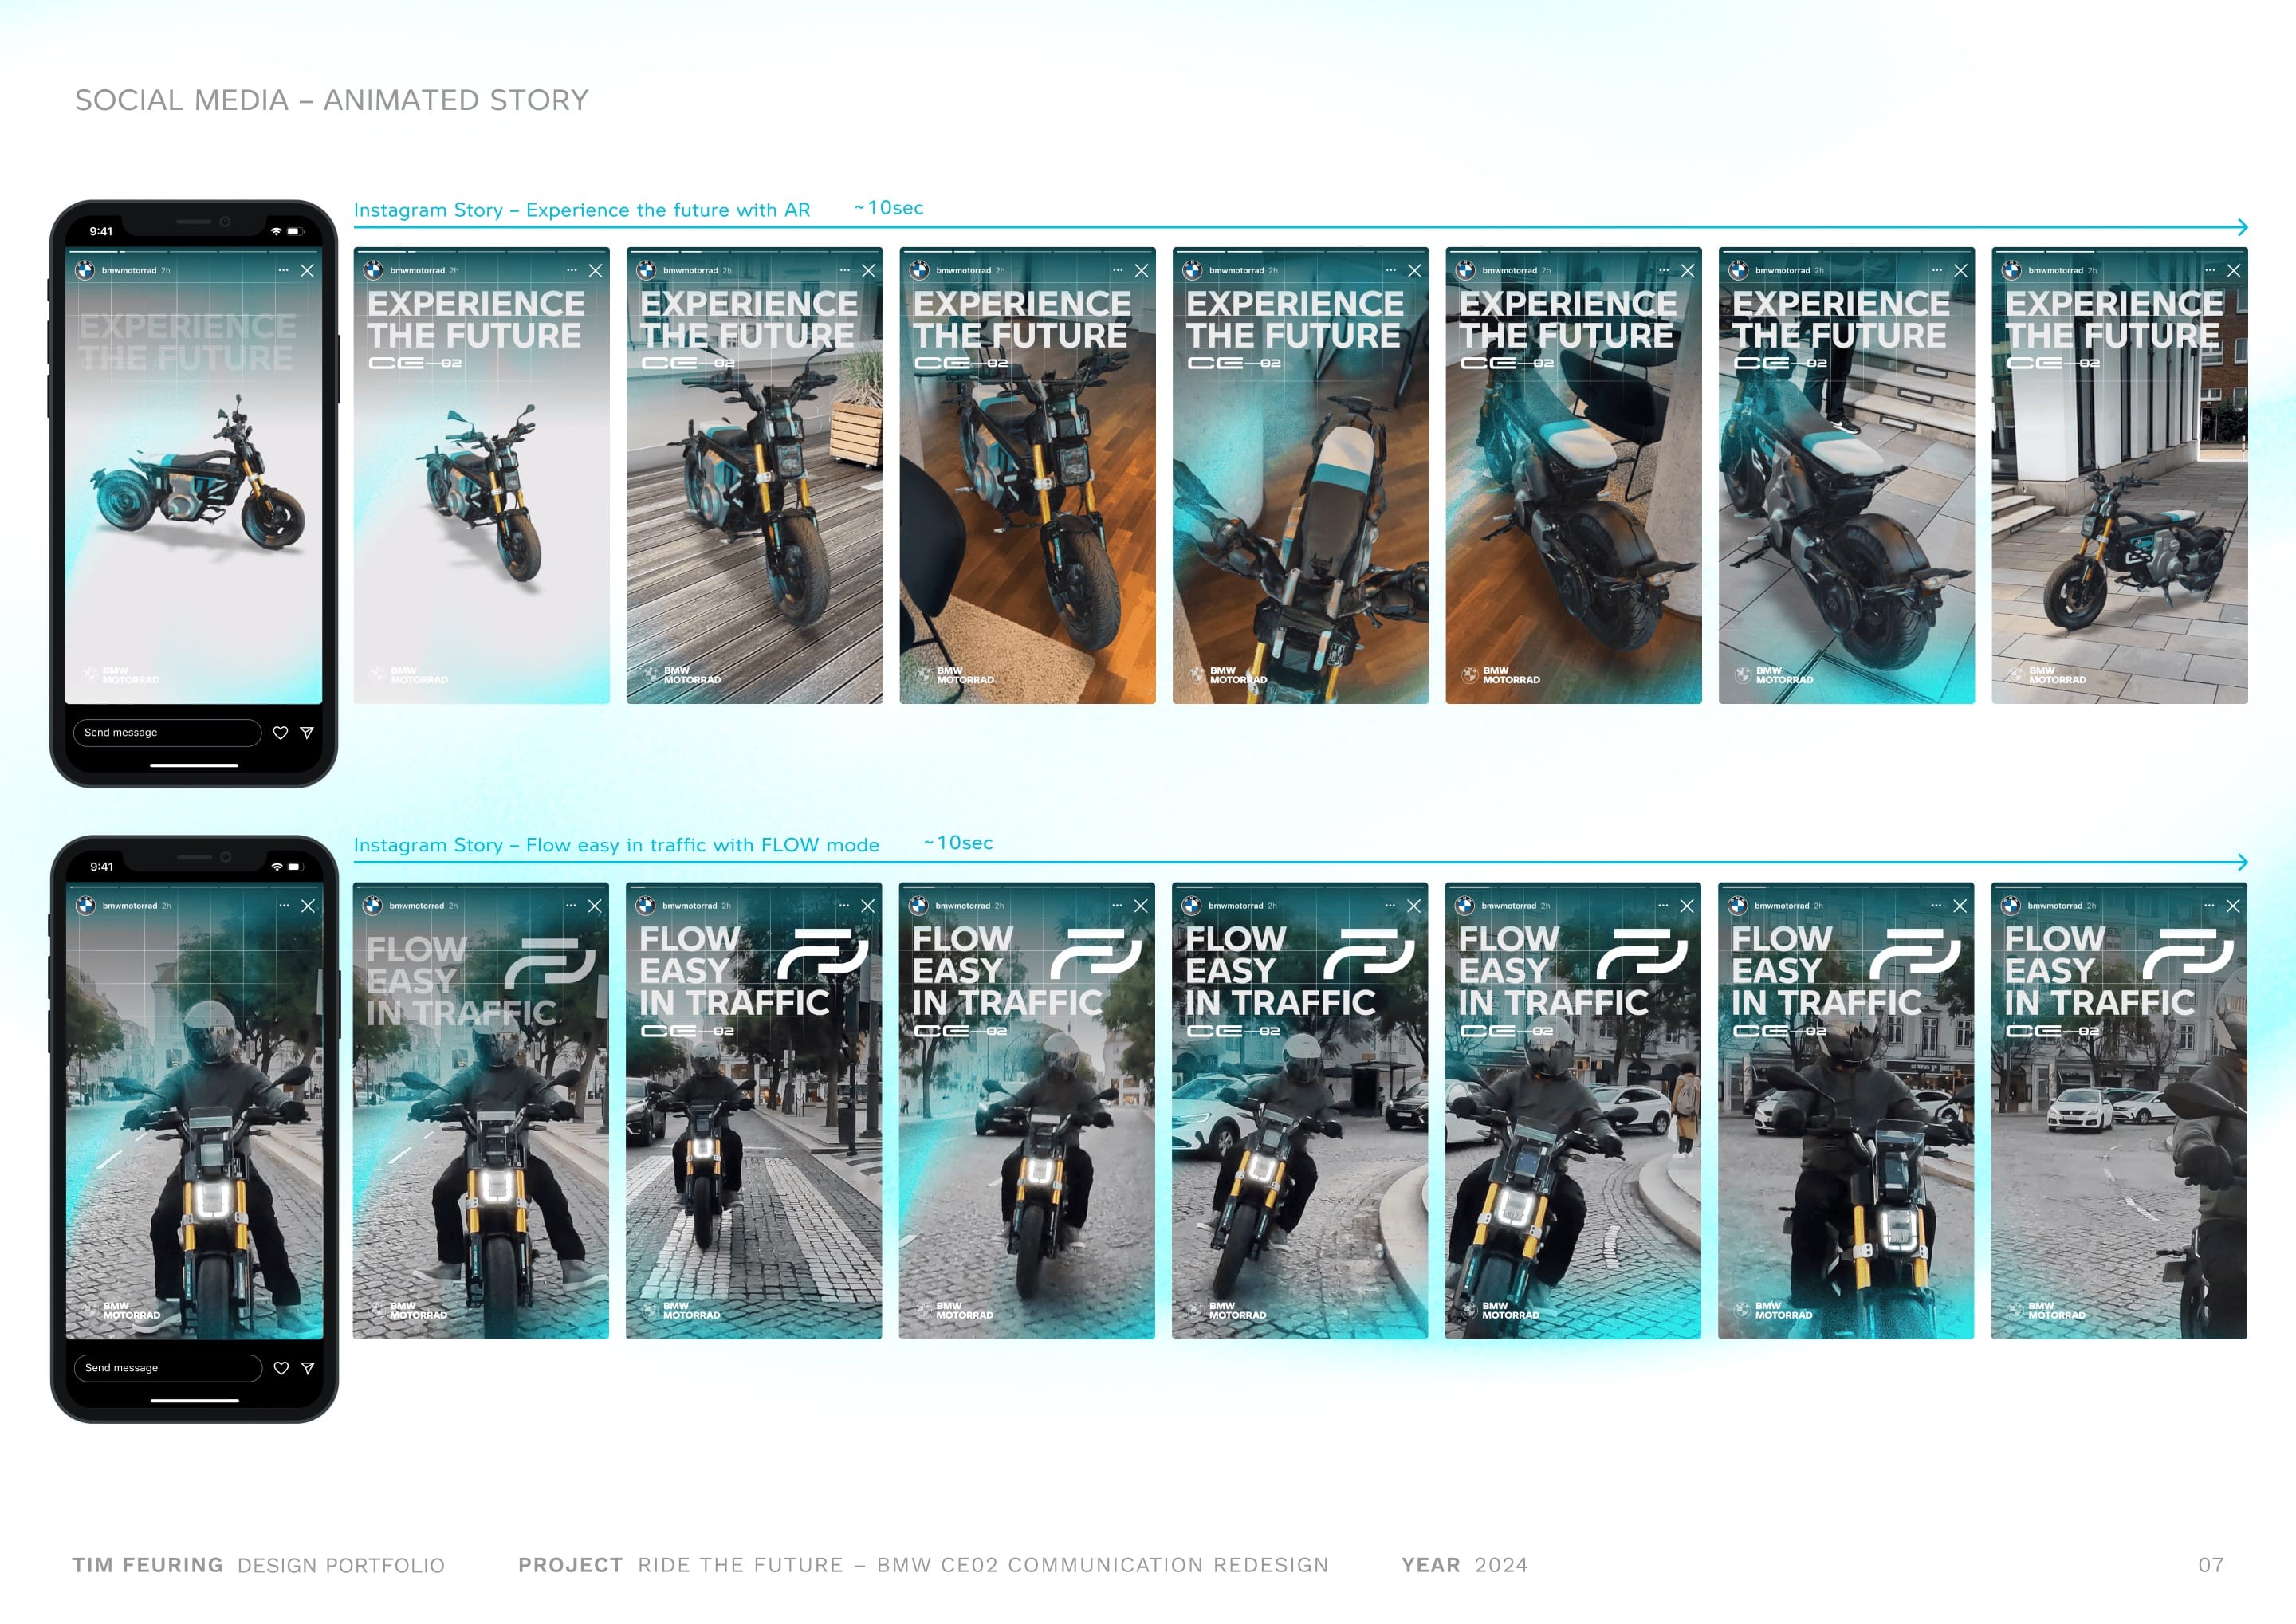 SOCIAL MEDIA – ANIMATED STORY
Instagram Story – Experience the future with AR ~10sec
9:41
bmwmotorrad 2h
EXPERIENCE
THE FUTURE
BMW
MOTORRAD
Send message
bmwmotorrad 2h
EXPERIENCE
THE FUTURE
CE—02
BMW
MOTORRAD
bmwmotorrad 2h
EXPERIENCE
THE FUTURE
CE—02
BMW
MOTORRAD
bmwmotorrad 2h
EXPERIENCE
THE FUTURE
CE—02
BMW
MOTORRAD
bmwmotorrad 2h
EXPERIENCE
THE FUTURE
CE—02
BMW
MOTORRAD
bmwmotorrad 2h
EXPERIENCE
THE FUTURE
CE—02
BMW
MOTORRAD
bmwmotorrad 2h
EXPERIENCE
THE FUTURE
CE—02
BMW
MOTORRAD
bmwmotorrad 2h
EXPERIENCE
THE FUTURE
CE—02
BMW
MOTORRAD
Instagram Story – Flow easy in traffic with FLOW mode ~10sec
9:41
bmwmotorrad 2h
BMW
MOTORRAD
Send message
bmwmotorrad 2h
FLOW
EASY
IN TRAFFIC
BMW
MOTORRAD
bmwmotorrad 2h
FLOW
EASY
IN TRAFFIC
CE—02
BMW
MOTORRAD
bmwmotorrad 2h
FLOW
EASY
IN TRAFFIC
CE—02
BMW
MOTORRAD
bmwmotorrad 2h
FLOW
EASY
IN TRAFFIC
CE—02
BMW
MOTORRAD
bmwmotorrad 2h
FLOW
EASY
IN TRAFFIC
CE—02
BMW
MOTORRAD
bmwmotorrad 2h
FLOW
EASY
IN TRAFFIC
CE—02
BMW
MOTORRAD
bmwmotorrad 2h
FLOW
EASY
IN TRAFFIC
CE—02
BMW
MOTORRAD
TIM FEURING DESIGN PORTFOLIO PROJECT RIDE THE FUTURE – BMW CE02 COMMUNICATION REDESIGN YEAR 2024 07